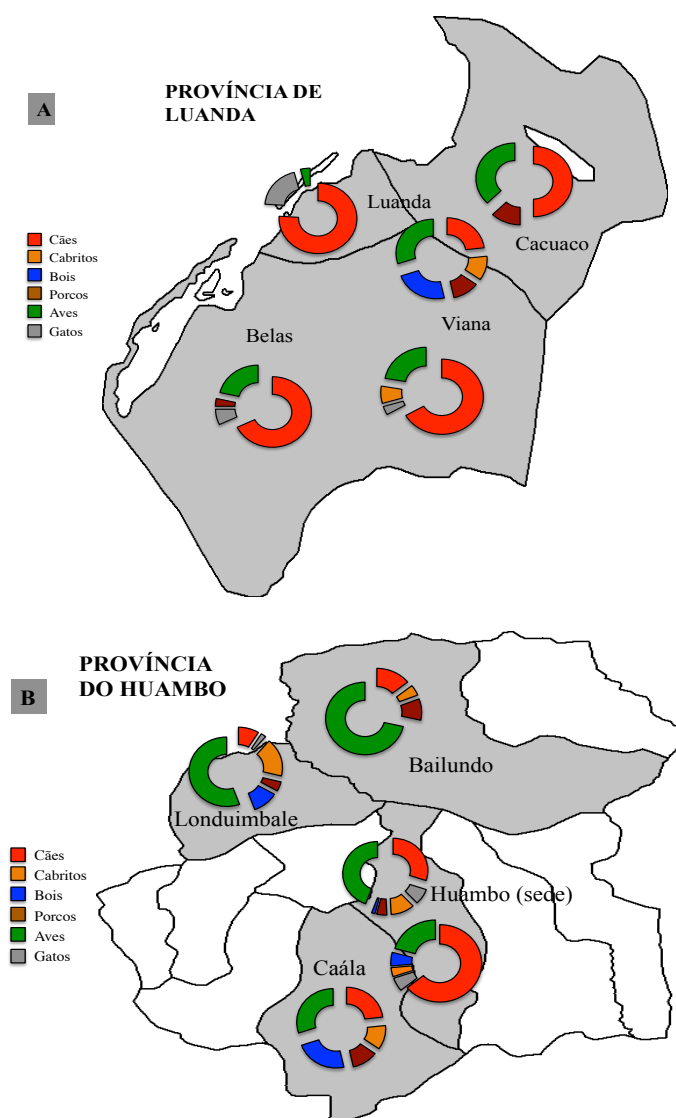 PROVÍNCIA DE
LUANDA
A
Luanda
Cacuaco
Cães
Cabritos
Bois
Porcos
Aves
Gatos
Belas
Viana
PROVÍNCIA
DO HUAMBO
B
Bailundo
Londuimbale
Cães
Cabritos
Bois
Porcos
Aves
Gatos
Huambo (sede)
Caála